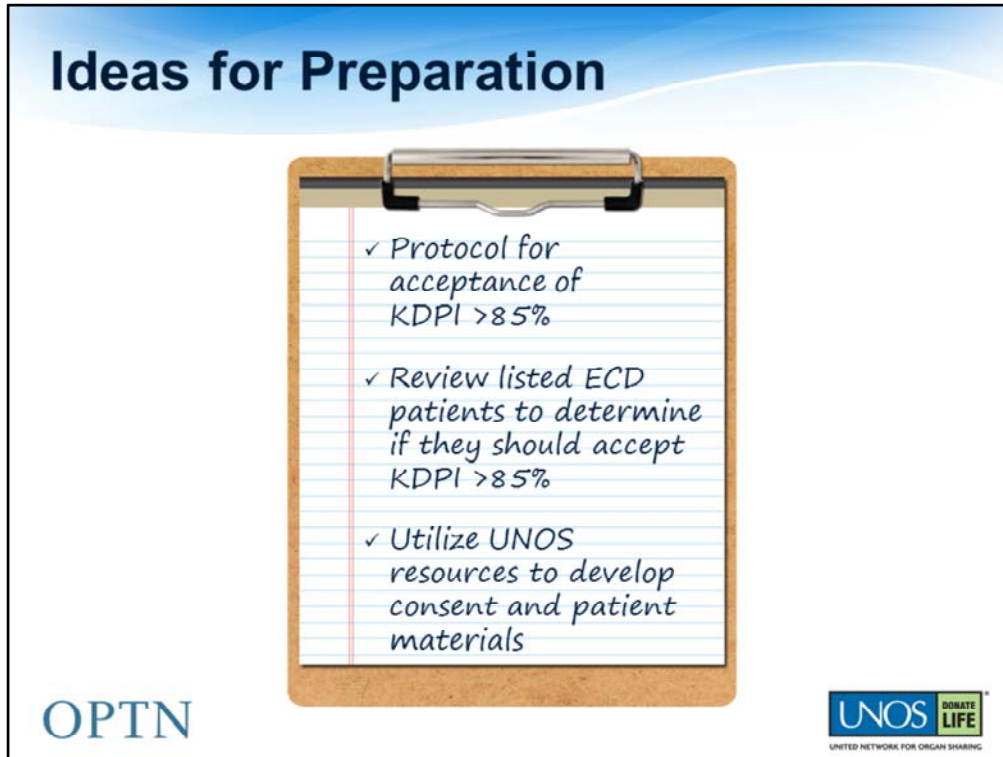 Ideas for Preparation
✓ Protocol for
acceptance of
KDPI >85%
✓ Review listed ECD
patients to determine
if they should accept
KDPI >85%
✓ Utilize UNOS
resources to develop
consent and patient
materials
OPTN
UNOS DONATE LIFE
UNITED NETWORK FOR ORGAN SHARING